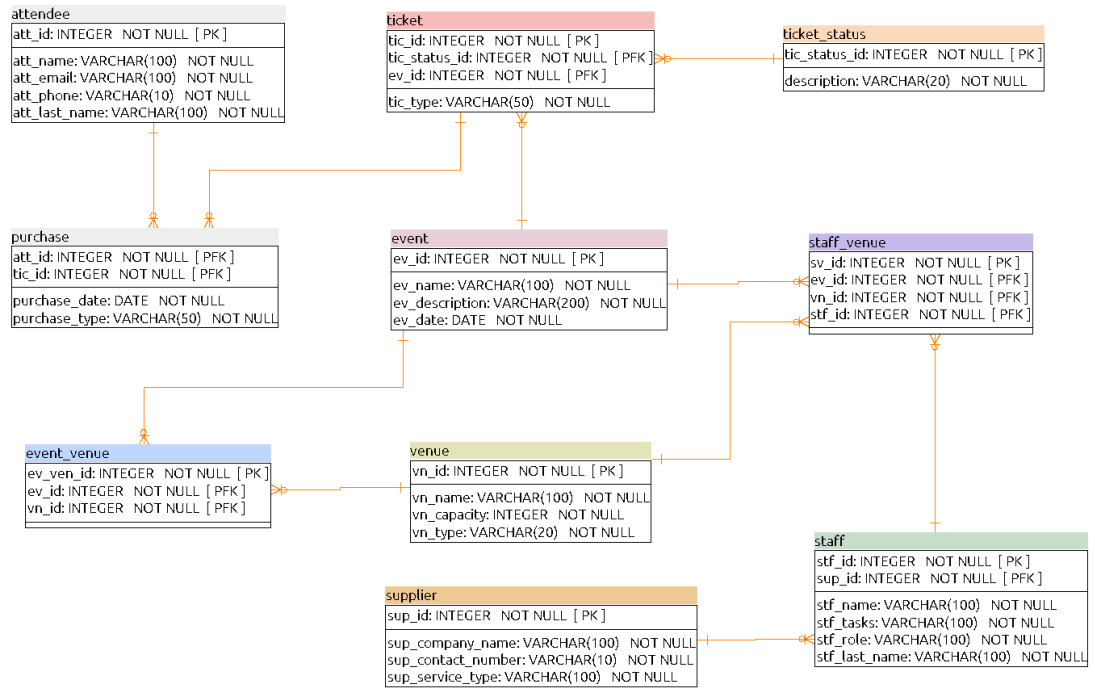 attendee
att_id: INTEGER NOT NULL [ PK ]
att_name: VARCHAR(100) NOT NULL
att_email: VARCHAR(100) NOT NULL
att_phone: VARCHAR(10) NOT NULL
att_last_name: VARCHAR(100) NOT NULL
ticket
tic_id: INTEGER NOT NULL [ PK ]
tic_status_id: INTEGER NOT NULL [ PFK ]
ev_id: INTEGER NOT NULL [ PFK ]
tic_type: VARCHAR(50) NOT NULL
ticket_status
tic_status_id: INTEGER NOT NULL [ PK ]
description: VARCHAR(20) NOT NULL
purchase
att_id: INTEGER NOT NULL [ PFK ]
tic_id: INTEGER NOT NULL [ PFK ]
purchase_date: DATE NOT NULL
purchase_type: VARCHAR(50) NOT NULL
event
ev_id: INTEGER NOT NULL [ PK ]
ev_name: VARCHAR(100) NOT NULL
ev_description: VARCHAR(200) NOT NULL
ev_date: DATE NOT NULL
staff_venue
sv_id: INTEGER NOT NULL [ PK ]
ev_id: INTEGER NOT NULL [ PFK ]
vn_id: INTEGER NOT NULL [ PFK ]
stf_id: INTEGER NOT NULL [ PFK ]
event_venue
ev_ven_id: INTEGER NOT NULL [ PK ]
ev_id: INTEGER NOT NULL [ PFK ]
vn_id: INTEGER NOT NULL [ PFK ]
venue
vn_id: INTEGER NOT NULL [ PK ]
vn_name: VARCHAR(100) NOT NULL
vn_capacity: INTEGER NOT NULL
vn_type: VARCHAR(20) NOT NULL
staff
stf_id: INTEGER NOT NULL [ PK ]
sup_id: INTEGER NOT NULL [ PFK ]
stf_name: VARCHAR(100) NOT NULL
stf_tasks: VARCHAR(100) NOT NULL
stf_role: VARCHAR(100) NOT NULL
stf_last_name: VARCHAR(100) NOT NULL
supplier
sup_id: INTEGER NOT NULL [ PK ]
sup_company_name: VARCHAR(100) NOT NULL
sup_contact_number: VARCHAR(10) NOT NULL
sup_service_type: VARCHAR(100) NOT NULL